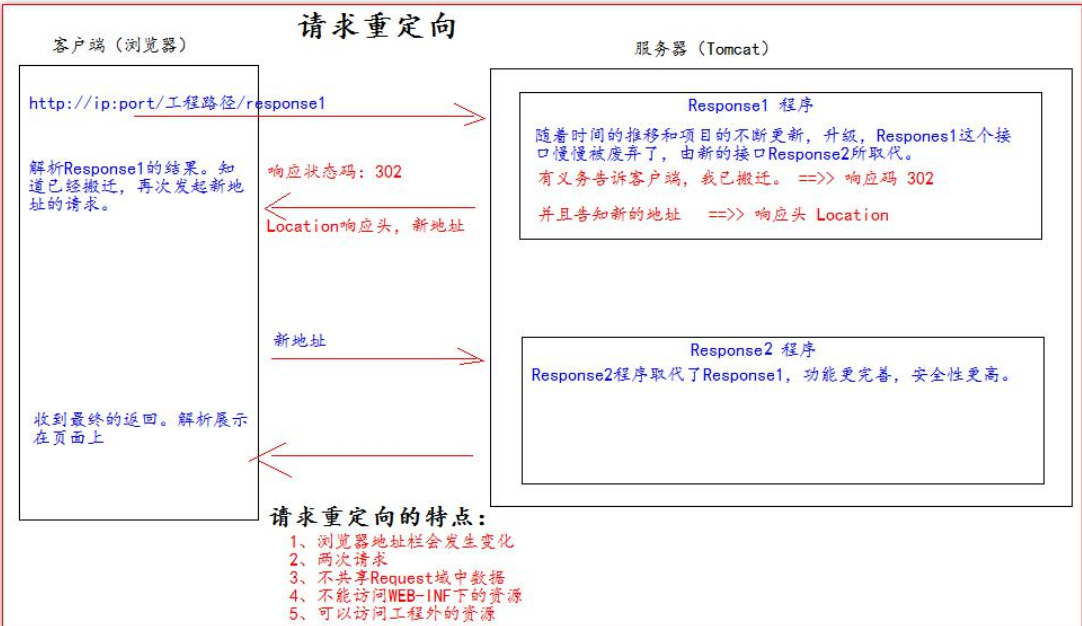 请求重定向
客户端（浏览器）
服务器（Tomcat）
http://ip:port/工程路径/response1
Response1 程序
随着时间的推移和项目的不断更新，升级，Respones1这个接
口慢慢被废弃了，由新的接口Response2所取代。
有义务告诉客户端，我已搬迁。 ==>> 响应码 302
并且告知新的地址 ==>> 响应头 Location
解析Response1的结果。知
道已经搬迁，再次发起新地
址的请求。
响应状态码：302
Location响应头，新地址
新地址
Response2 程序
Response2程序取代了Response1，功能更完善，安全性更高。
收到最终的返回。解析展示
在页面上
请求重定向的特点：
1、浏览器地址栏会发生变化
2、两次请求
3、不共享Request域中数据
4、不能访问WEB-INF下的资源
5、可以访问工程外的资源